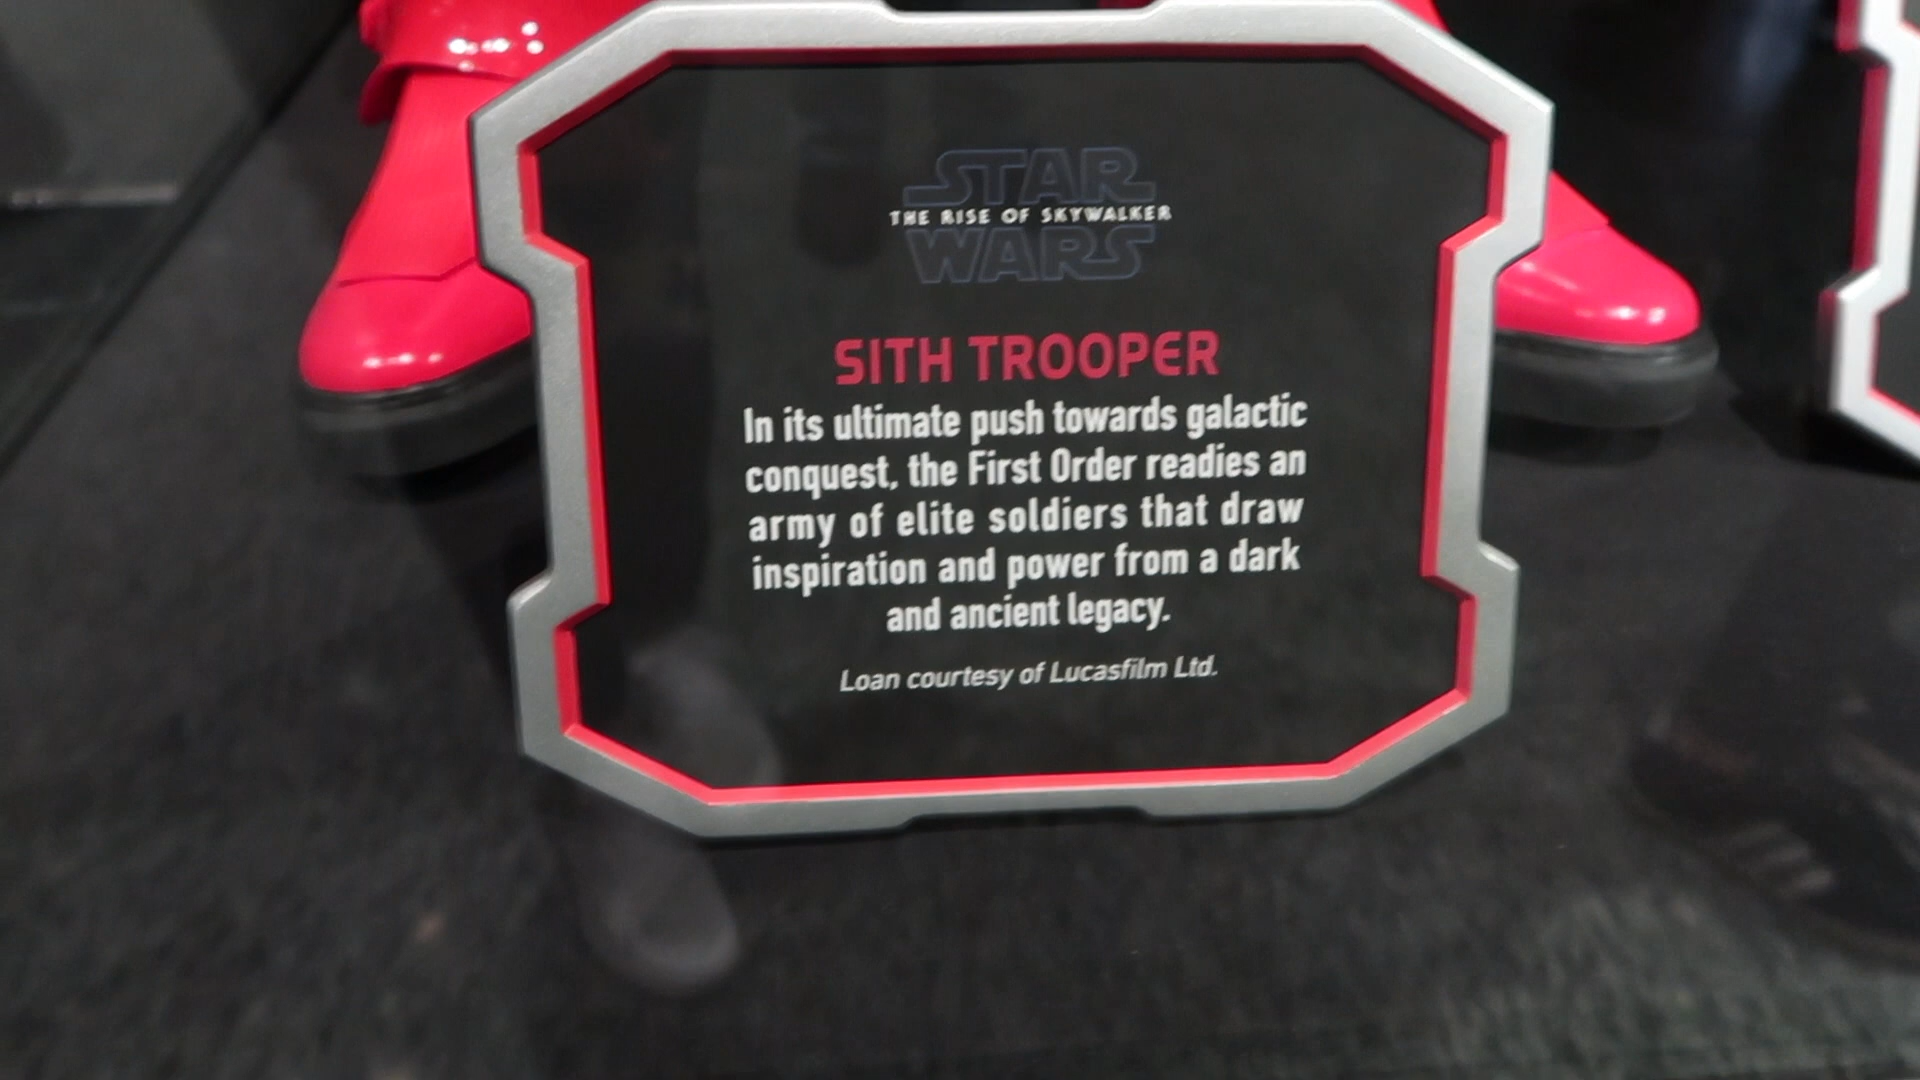 STAR
THE RISE OF SKYWALKER
WARS
SITH TROOPER
In its ultimate push towards galactic
conquest, the First Order readies an
army of elite soldiers that draw
inspiration and power from a dark
and ancient legacy.
Loan courtesy of Lucasfilm Ltd.